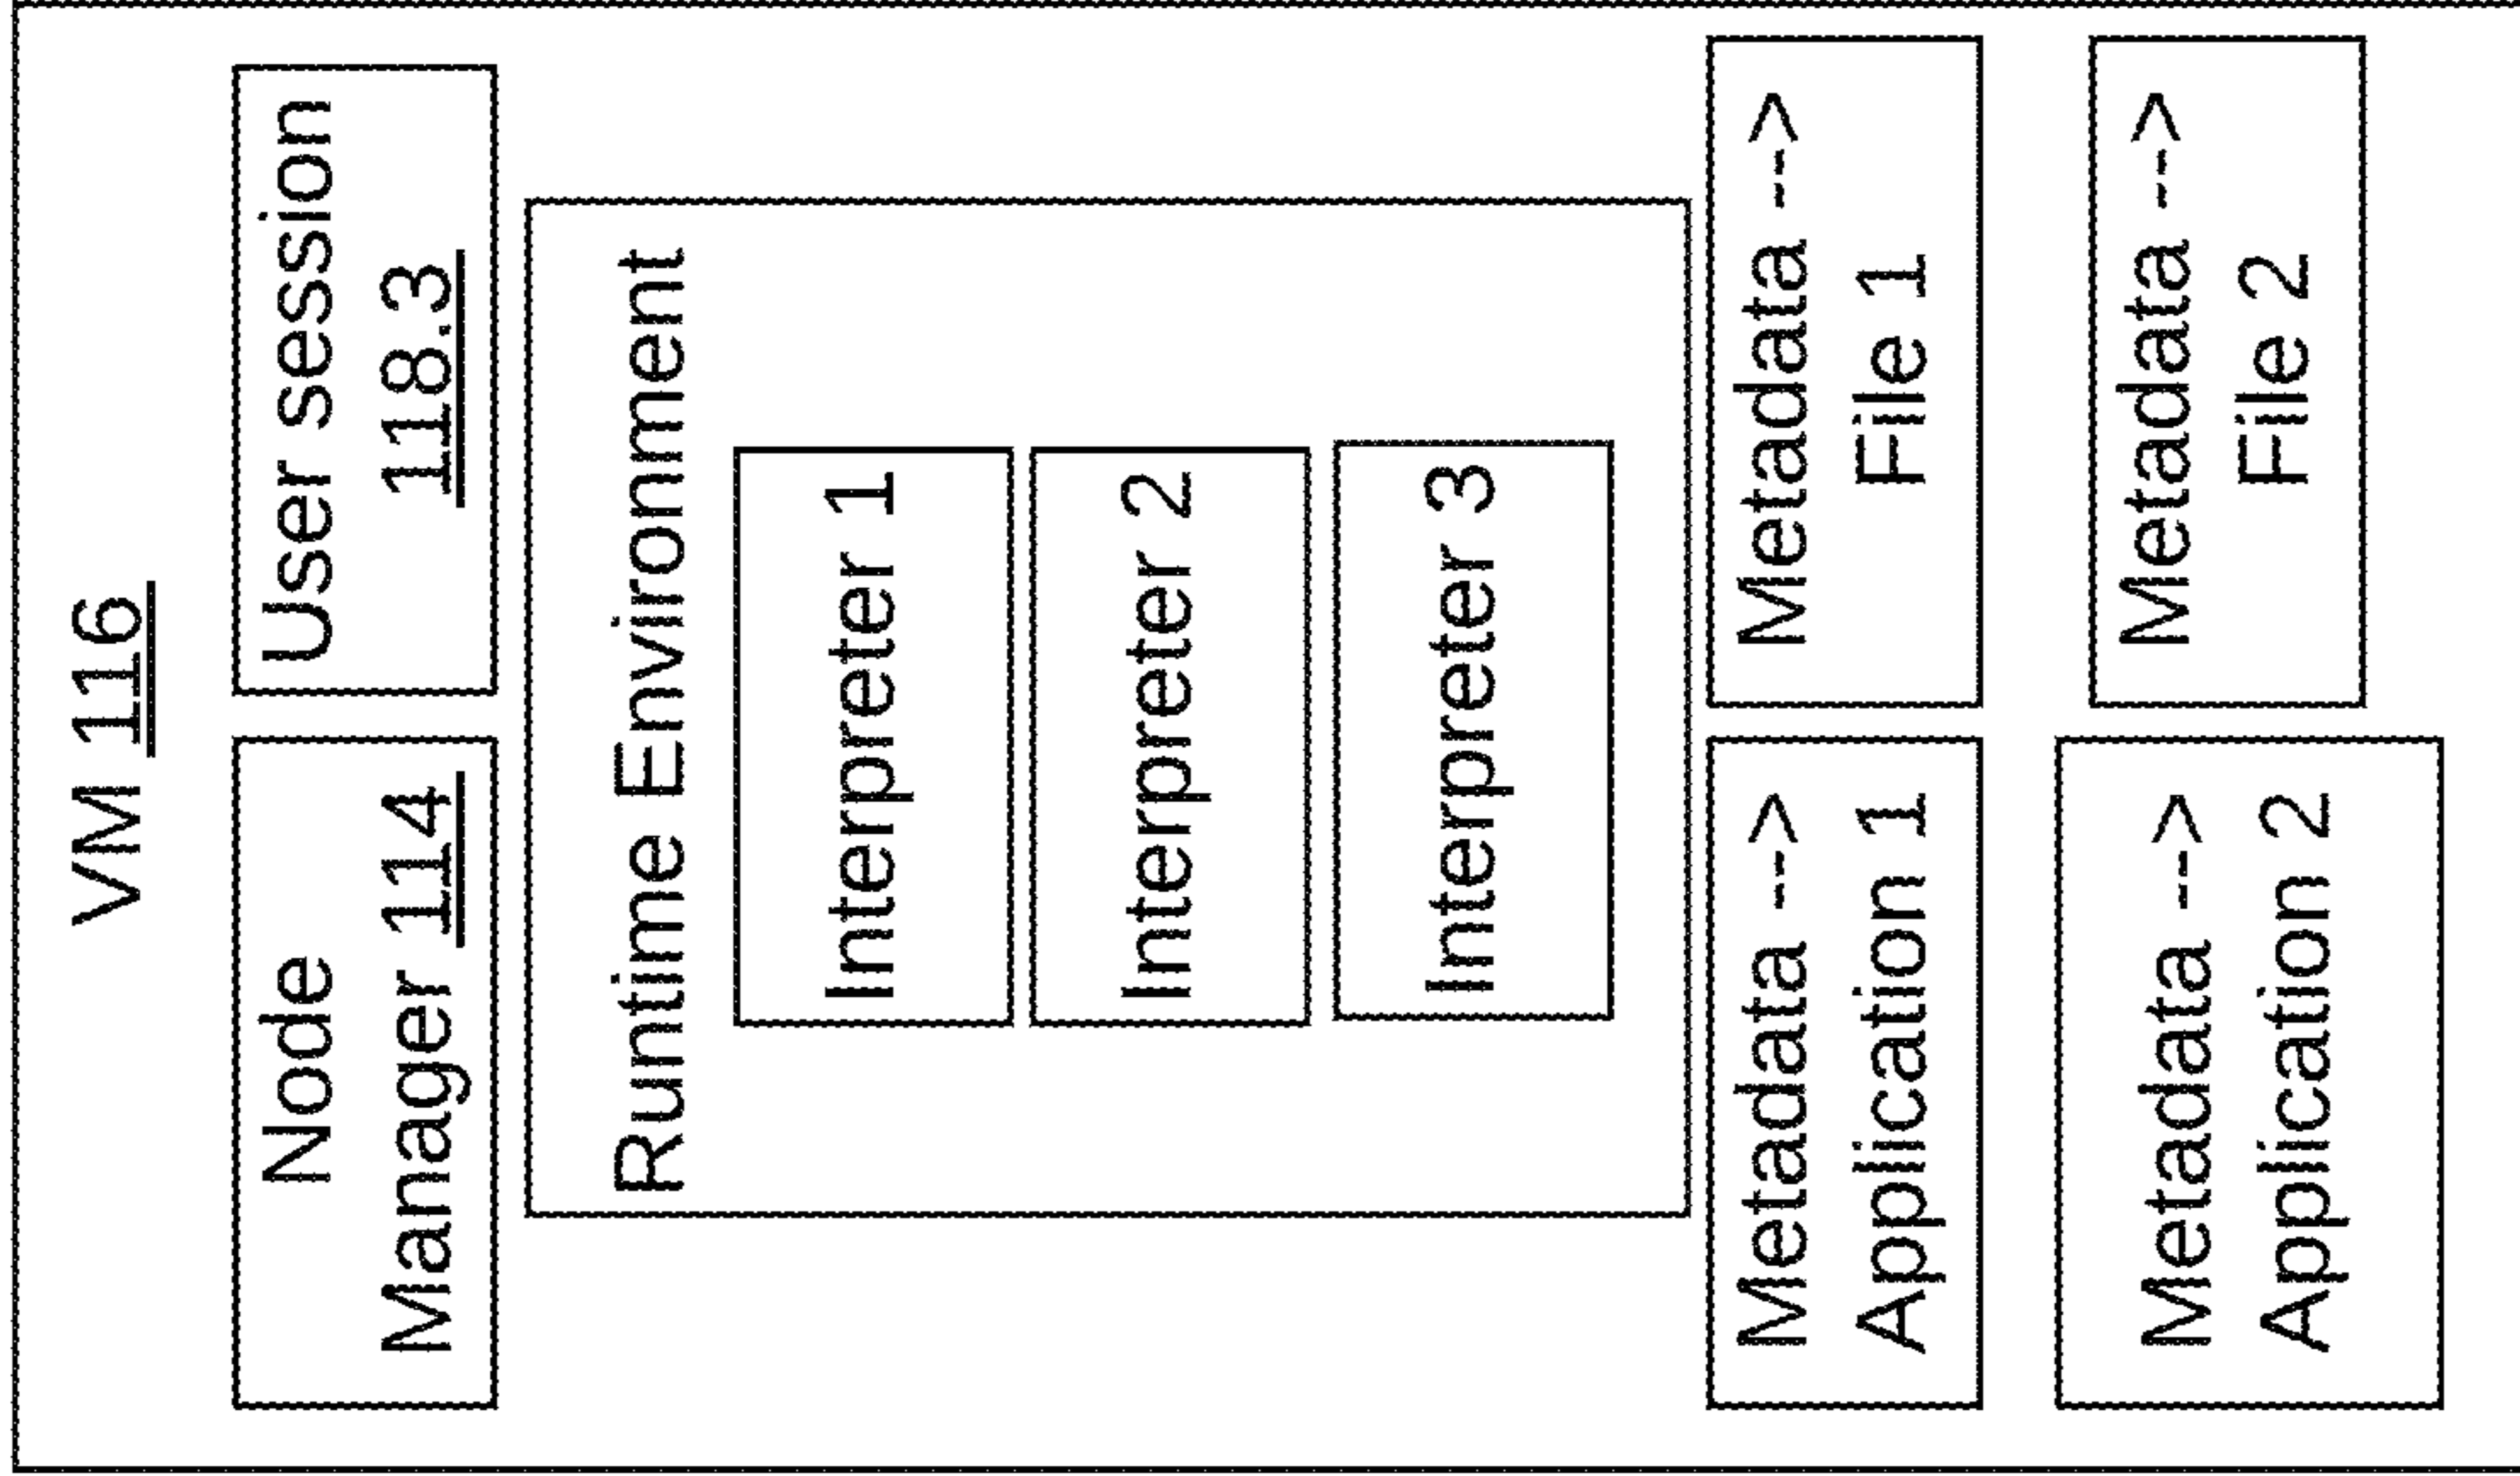 VM 116
Node
Manager 114
User session
118.3
Runtime Environment
Interpreter 1
Interpreter 2
Interpreter 3
Metadata -->
Application 1
Metadata -->
File 1
Metadata -->
Application 2
Metadata -->
File 2